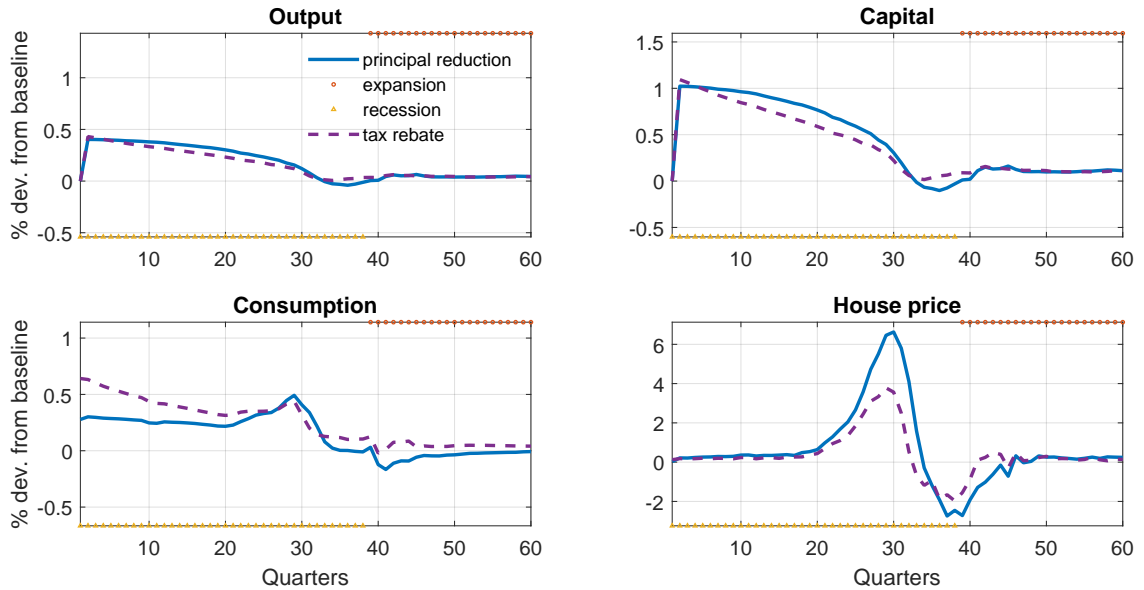 Output
% dev. from baseline
1
0.5
0
-0.5
10 20 30 40 50 60
principal reduction
expansion
recession
tax rebate
Capital
1.5
1
0.5
0
-0.5
10 20 30 40 50 60
Consumption
% dev. from baseline
1
0.5
0
-0.5
10 20 30 40 50 60
Quarters
House price
6
4
2
0
-2
10 20 30 40 50 60
Quarters